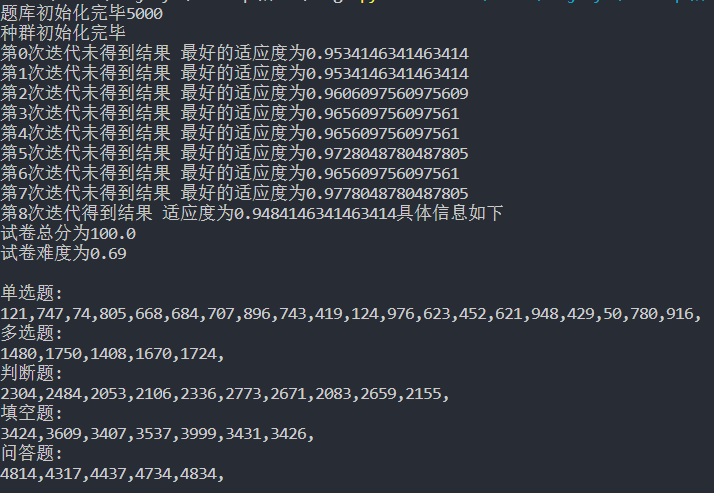 题库初始化完毕5000
种群初始化完毕
第0次迭代未得到结果 最好的适应度为0.9534146341463414
第1次迭代未得到结果 最好的适应度为0.9534146341463414
第2次迭代未得到结果 最好的适应度为0.9606097560975609
第3次迭代未得到结果 最好的适应度为0.965609756097561
第4次迭代未得到结果 最好的适应度为0.965609756097561
第5次迭代未得到结果 最好的适应度为0.9728048780487805
第6次迭代未得到结果 最好的适应度为0.965609756097561
第7次迭代未得到结果 最好的适应度为0.9778048780487805
第8次迭代得到结果 适应度为0.9484146341463414具体信息如下
试卷总分为100.0
试卷难度为0.69
单选题:
121,747,74,805,668,684,707,896,743,419,124,976,623,452,621,948,429,50,780,916,
多选题:
1480,1750,1408,1670,1724,
判断题:
2304,2484,2053,2106,2336,2773,2671,2083,2659,2155,
填空题:
3424,3609,3407,3537,3999,3431,3426,
问答题:
4814,4317,4437,4734,4834,